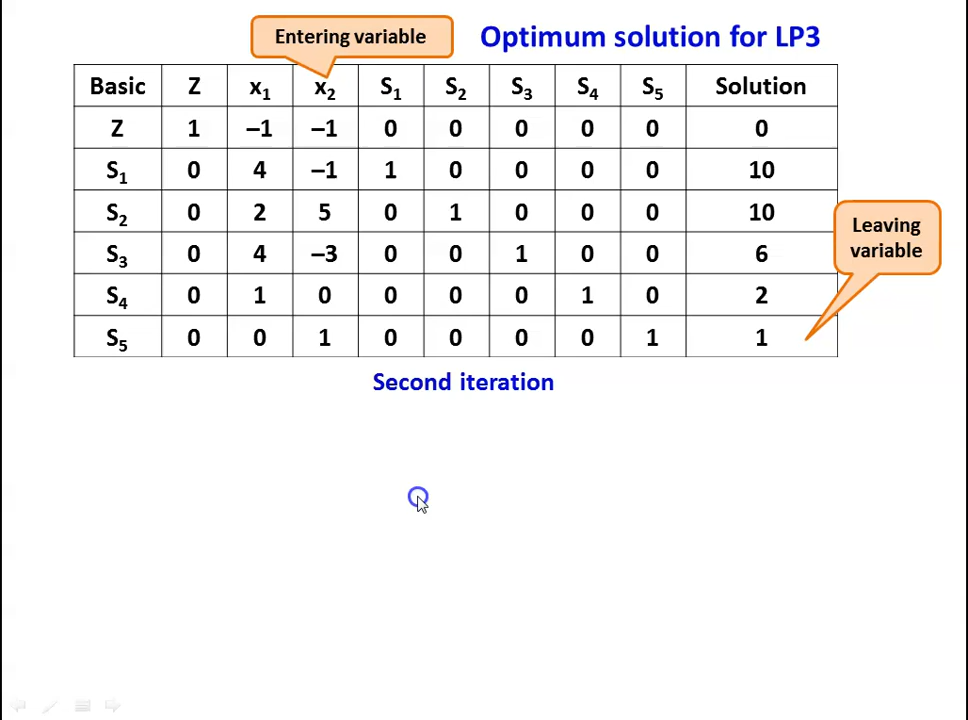 Entering variable
Optimum solution for LP3
Basic Z x₁ x₂ S₁ S₂ S₃ S₄ S₅ Solution
Z 1 –1 –1 0 0 0 0 0 0
S₁ 0 4 –1 1 0 0 0 0 10
S₂ 0 2 5 0 1 0 0 0 10
Leaving
variable
S₃ 0 4 –3 0 0 1 0 0 6
S₄ 0 1 0 0 0 0 1 0 2
S₅ 0 0 1 0 0 0 0 1 1
Second iteration